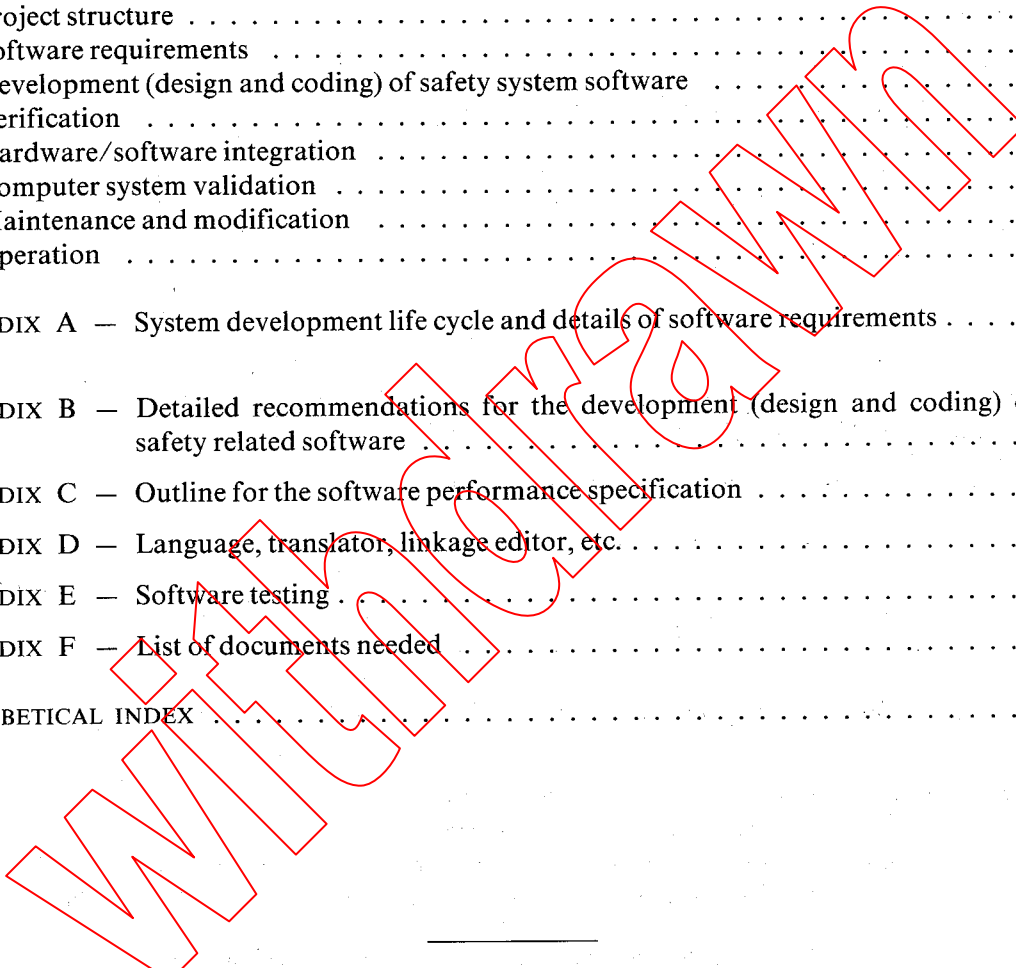 roject structure . . . . . . . . . . . . . . . . . . . . . . . . . . . . . . . . . . . .
oftware requirements . . . . . . . . . . . . . . . . . . . . . . . . . . . . . . . .
evelopment (design and coding) of safety system software . . . . . . . . . . . . . .
erification . . . . . . . . . . . . . . . . . . . . . . . . . . . . . . . . . . . . . .
ardware/software integration . . . . . . . . . . . . . . . . . . . . . . . . . . . .
omputer system validation . . . . . . . . . . . . . . . . . . . . . . . . . . . . . .
aintenance and modification . . . . . . . . . . . . . . . . . . . . . . . . . . . .
peration . . . . . . . . . . . . . . . . . . . . . . . . . . . . . . . . . . . . . . .
DIX A — System development life cycle and details of software requirements . . . .
DIX B — Detailed recommendations for the development (design and coding)
safety related software . . . . . . . . . . . . . . . . . . . . . . . . . . .
DIX C — Outline for the software performance specification . . . . . . . . . . . .
DIX D — Language, translator, linkage editor, etc. . . . . . . . . . . . . . . . . .
DIX E — Software testing . . . . . . . . . . . . . . . . . . . . . . . . . . . . . .
DIX F — List of documents needed . . . . . . . . . . . . . . . . . . . . . . . . .
BETICAL INDEX . . . . . . . . . . . . . . . . . . . . . . . . . . . . . . . . . . .
withdrawn